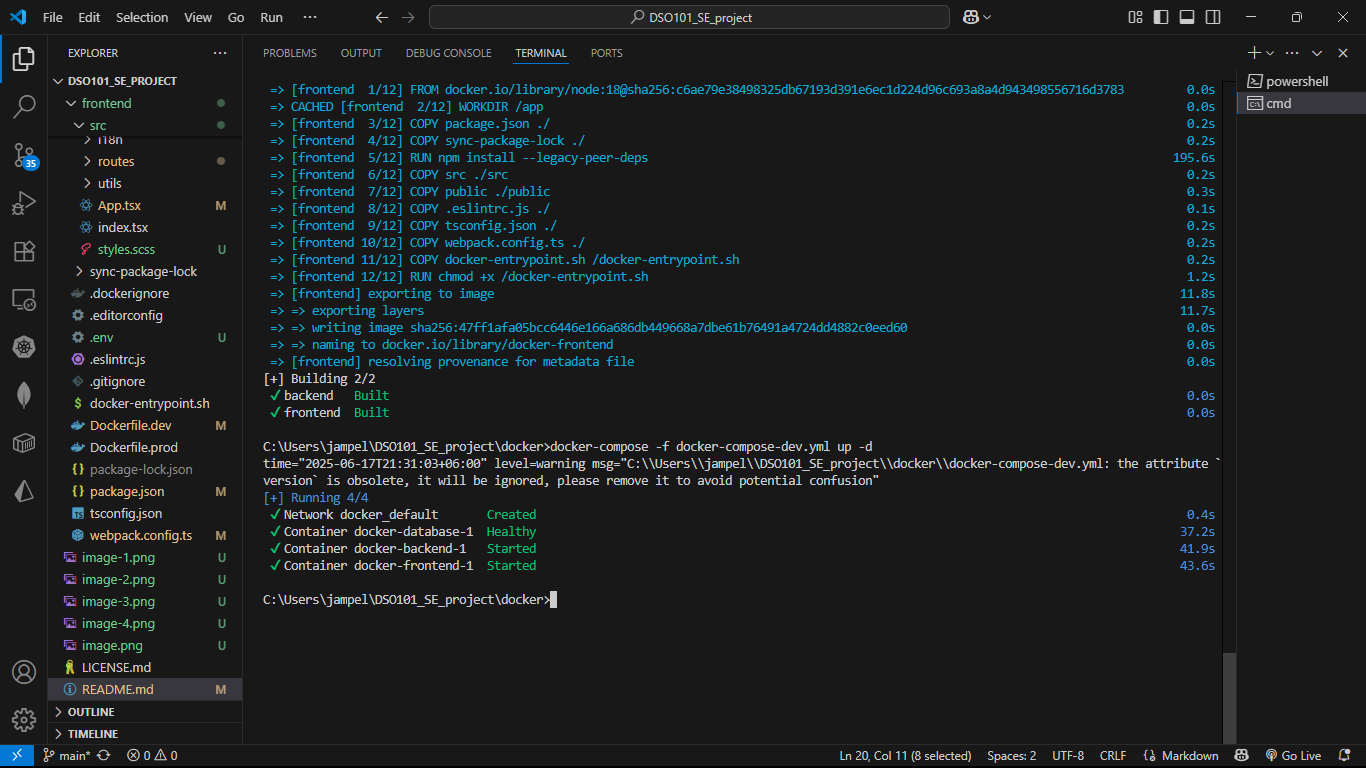 File Edit Selection View Go Run ··· DSO101_SE_project
EXPLORER ···
DSO101_SE_PROJECT
frontend
src
i18n
routes
utils
App.tsx M
index.tsx
styles.scss U
sync-package-lock
.dockerignore
.editorconfig
.env U
.eslintrc.js
.gitignore
docker-entrypoint.sh
Dockerfile.dev M
Dockerfile.prod
package-lock.json
package.json M
tsconfig.json
webpack.config.ts M
image-1.png U
image-2.png U
image-3.png U
image-4.png U
image.png U
LICENSE.md
README.md M
OUTLINE
TIMELINE
35
PROBLEMS OUTPUT DEBUG CONSOLE TERMINAL PORTS
=> [frontend  1/12] FROM docker.io/library/node:18@sha256:c6ae79e38498325db67193d391e6ec1d224d96c693a8a4d943498556716d3783 0.0s
=> CACHED [frontend  2/12] WORKDIR /app 0.0s
=> [frontend  3/12] COPY package.json ./ 0.2s
=> [frontend  4/12] COPY sync-package-lock ./ 0.2s
=> [frontend  5/12] RUN npm install --legacy-peer-deps 195.6s
=> [frontend  6/12] COPY src ./src 0.2s
=> [frontend  7/12] COPY public ./public 0.3s
=> [frontend  8/12] COPY .eslintrc.js ./ 0.1s
=> [frontend  9/12] COPY tsconfig.json ./ 0.2s
=> [frontend 10/12] COPY webpack.config.ts ./ 0.2s
=> [frontend 11/12] COPY docker-entrypoint.sh /docker-entrypoint.sh 0.2s
=> [frontend 12/12] RUN chmod +x /docker-entrypoint.sh 1.2s
=> [frontend] exporting to image 11.8s
=> => exporting layers 11.7s
=> => writing image sha256:47ff1afa05bcc6446e166a686db449668a7dbe61b76491a4724dd4882c0eed60 0.0s
=> => naming to docker.io/library/docker-frontend 0.0s
=> [frontend] resolving provenance for metadata file 0.0s
[+] Building 2/2
✓ backend Built 0.0s
✓ frontend Built 0.0s
C:\Users\jampel\DSO101_SE_project\docker>docker-compose -f docker-compose-dev.yml up -d
time="2025-06-17T21:31:03+06:00" level=warning msg="C:\\Users\\jampel\\DSO101_SE_project\\docker\\docker-compose-dev.yml: the attribute `
version` is obsolete, it will be ignored, please remove it to avoid potential confusion"
[+] Running 4/4
✓ Network docker_default Created 0.4s
✓ Container docker-database-1 Healthy 37.2s
✓ Container docker-backend-1 Started 41.9s
✓ Container docker-frontend-1 Started 43.6s
C:\Users\jampel\DSO101_SE_project\docker>
powershell
cmd
main* 0 0 Ln 20, Col 11 (8 selected) Spaces: 2 UTF-8 CRLF Markdown Go Live